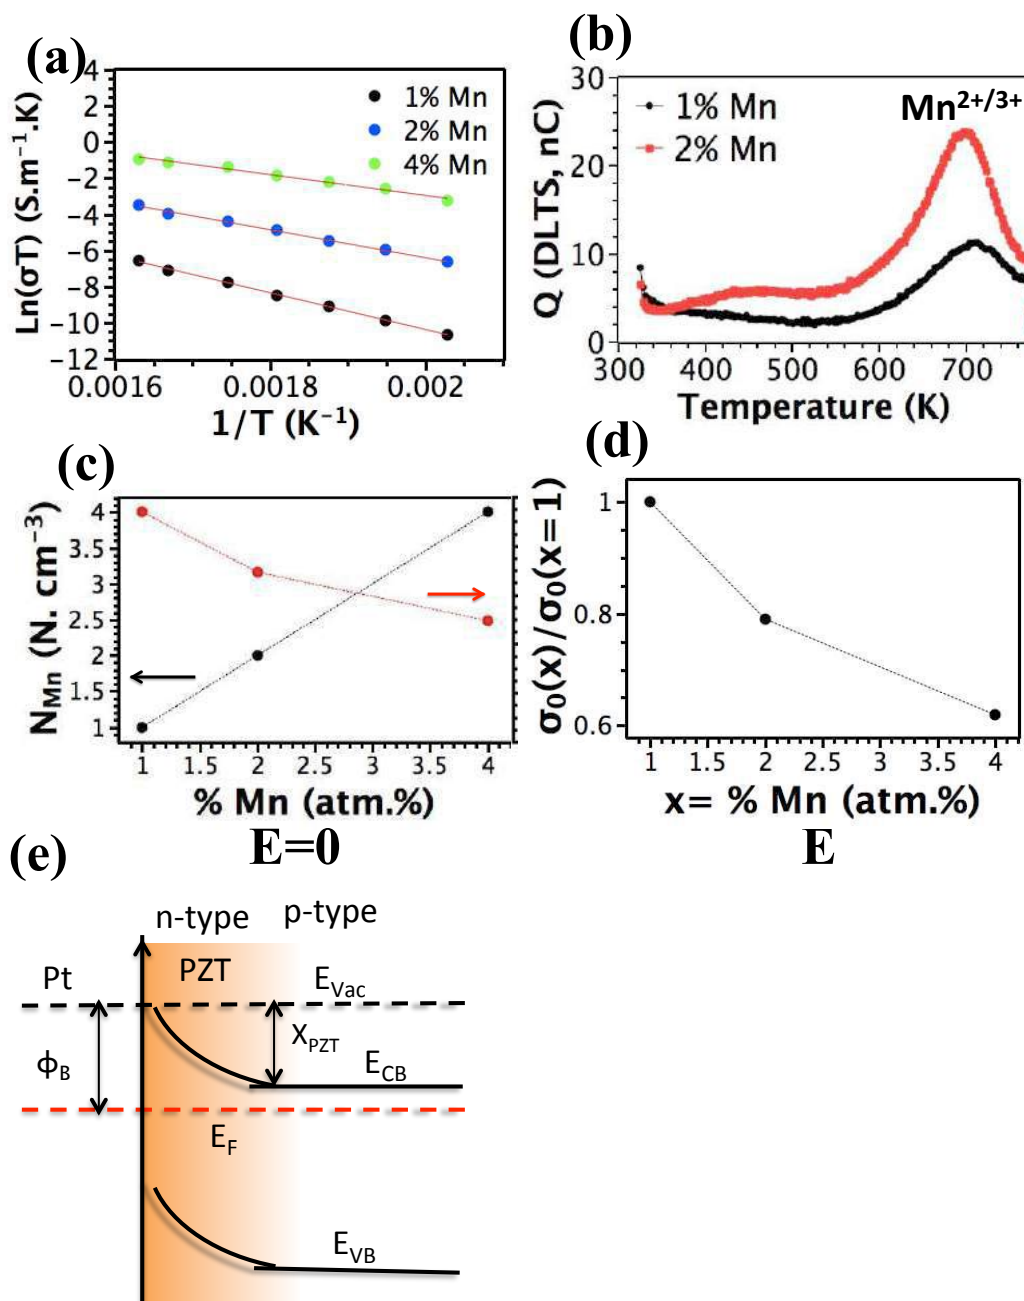 (a)
4
2
0
−2
−4
−6
−8
−10
−12
Ln(σT) (S.m⁻¹.K)
1% Mn
2% Mn
4% Mn
0.0016
0.0018
0.002
1/T (K⁻¹)
(b)
30
20
10
0
Q (DLTS, nC)
1% Mn
2% Mn
Mn²⁺/³⁺
300
400
500
600
700
Temperature (K)
(c)
4
3.5
3
2.5
2
1.5
1
N_Mn (N. cm⁻³)
1
1.5
2
2.5
3
3.5
4
% Mn (atm.%)
(d)
1
0.8
0.6
σ₀(x)/σ₀(x=1)
1
1.5
2
2.5
3
3.5
4
x= % Mn (atm.%)
E=0
E
(e)
n-type
p-type
Pt
PZT
E_Vac
X_PZT
Φ_B
E_CB
E_F
E_VB